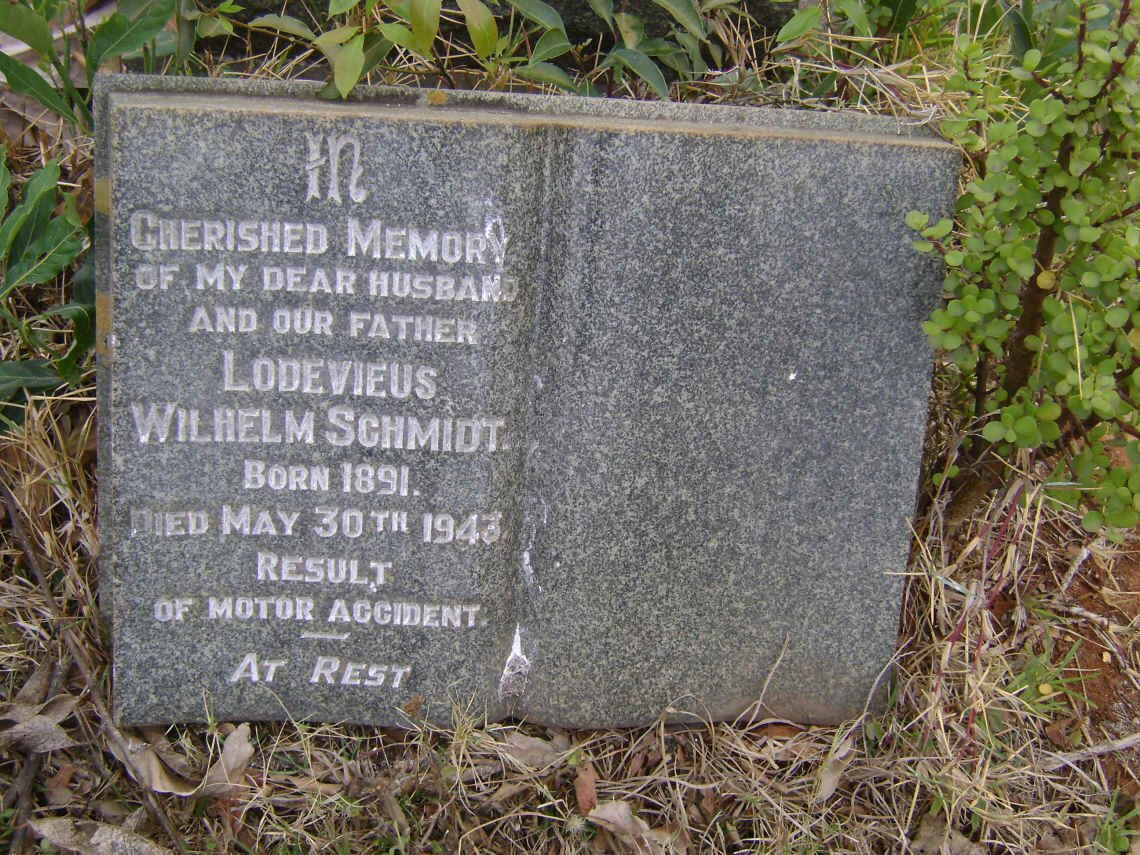 IN
CHERISHED MEMORY
OF MY DEAR HUSBAND
AND OUR FATHER
LODEVIEUS
WILHELM SCHMIDT.
BORN 1891.
DIED MAY 30TH 1943
RESULT
OF MOTOR ACCIDENT.
AT REST